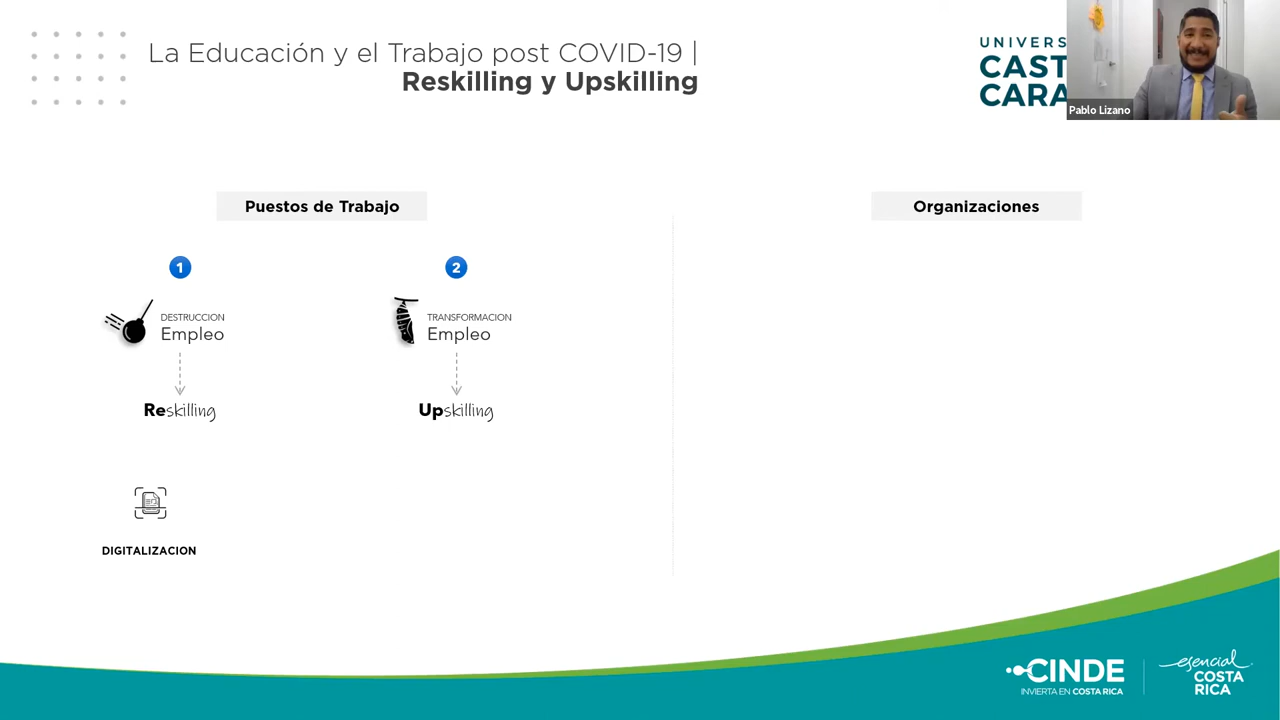 La Educación y el Trabajo post COVID-19 |
Reskilling y Upskilling
UNIVERS
CAST
CARA
Pablo Lizano
Puestos de Trabajo
Organizaciones
1
2
DESTRUCCION
Empleo
TRANSFORMACION
Empleo
Reskilling
Upskilling
DIGITALIZACION
CINDE
INVIERTA EN COSTA RICA
esencial
COSTA
RICA